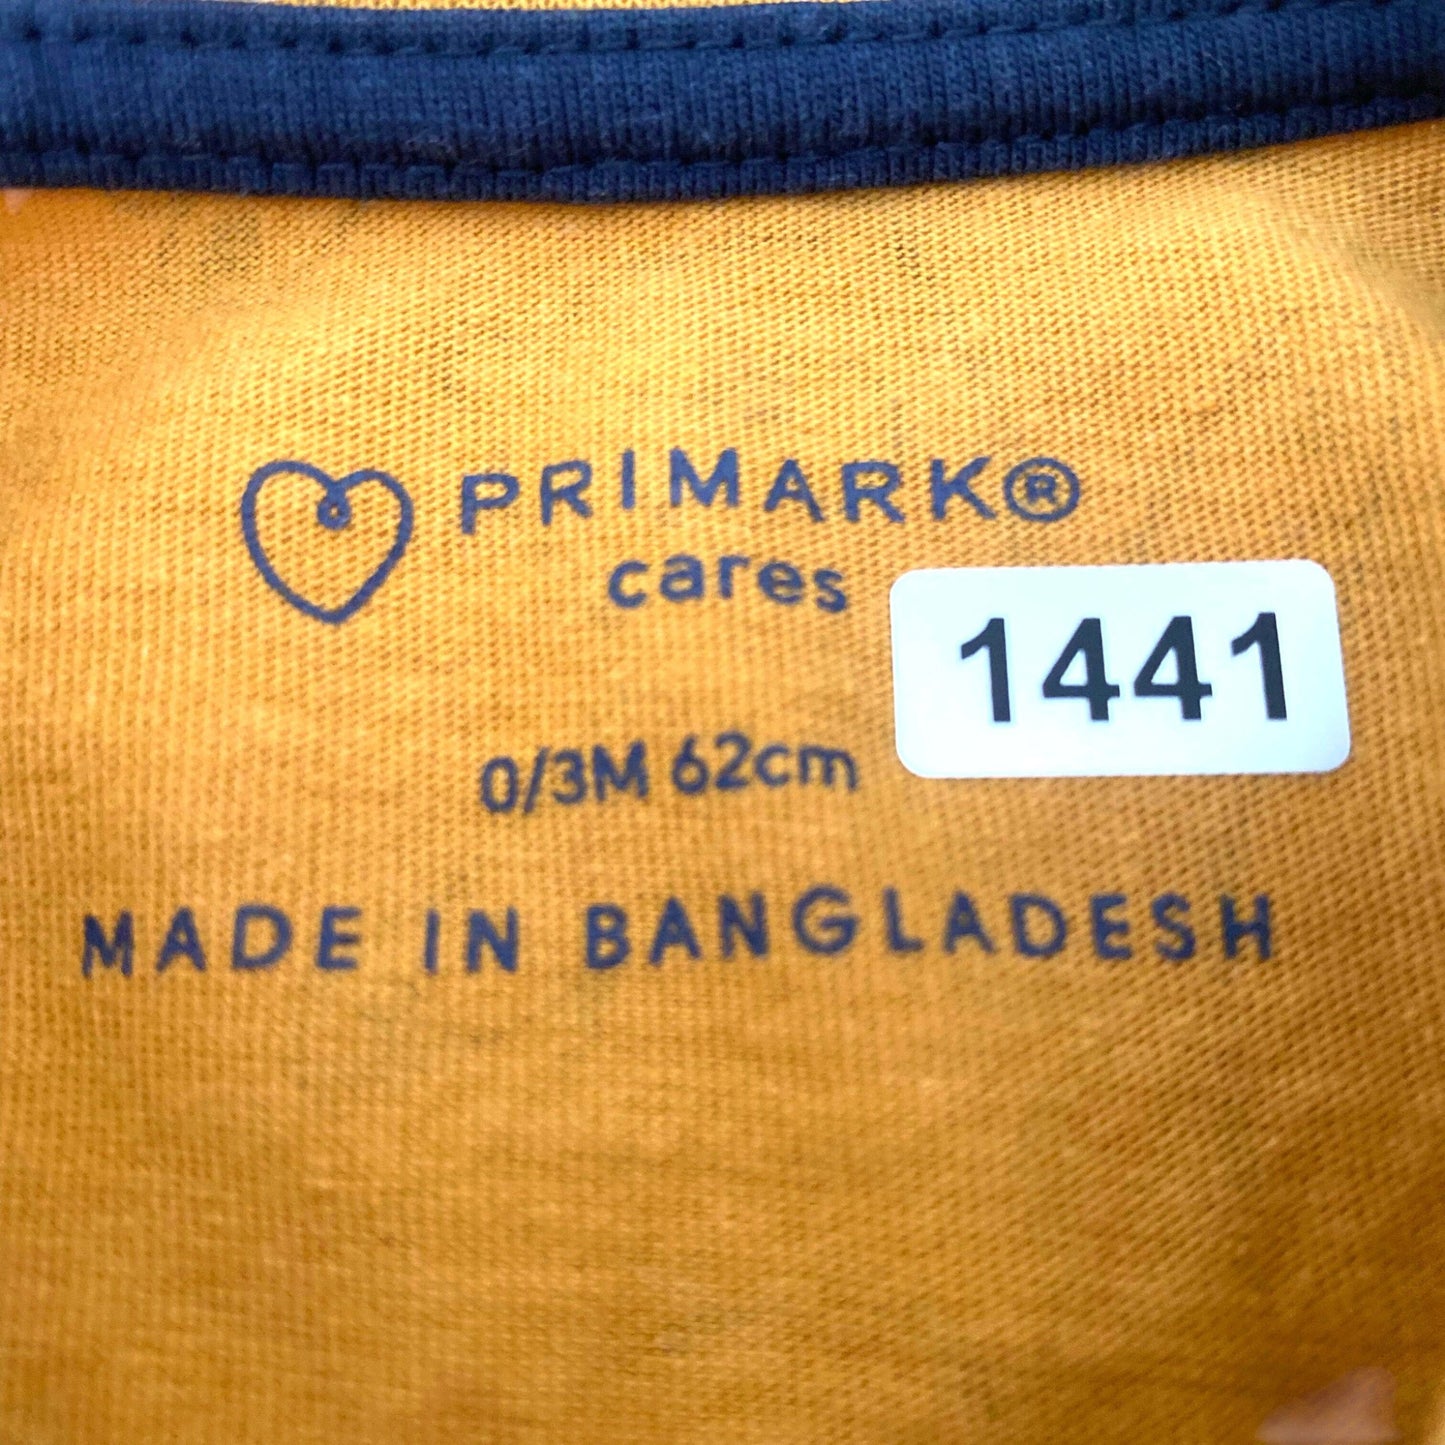 PRIMARK®
cares
1441
0/3M 62cm
MADE IN BANGLADESH